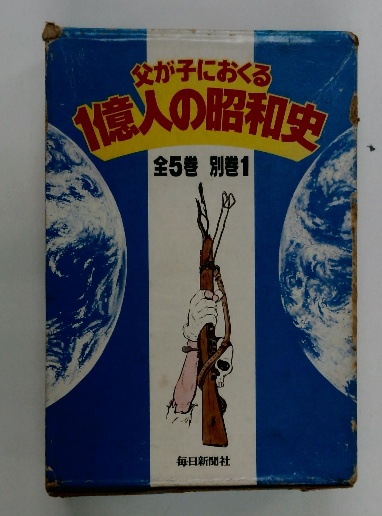 父が子におくる
1億人の昭和史
全5巻 別巻1
毎日新聞社